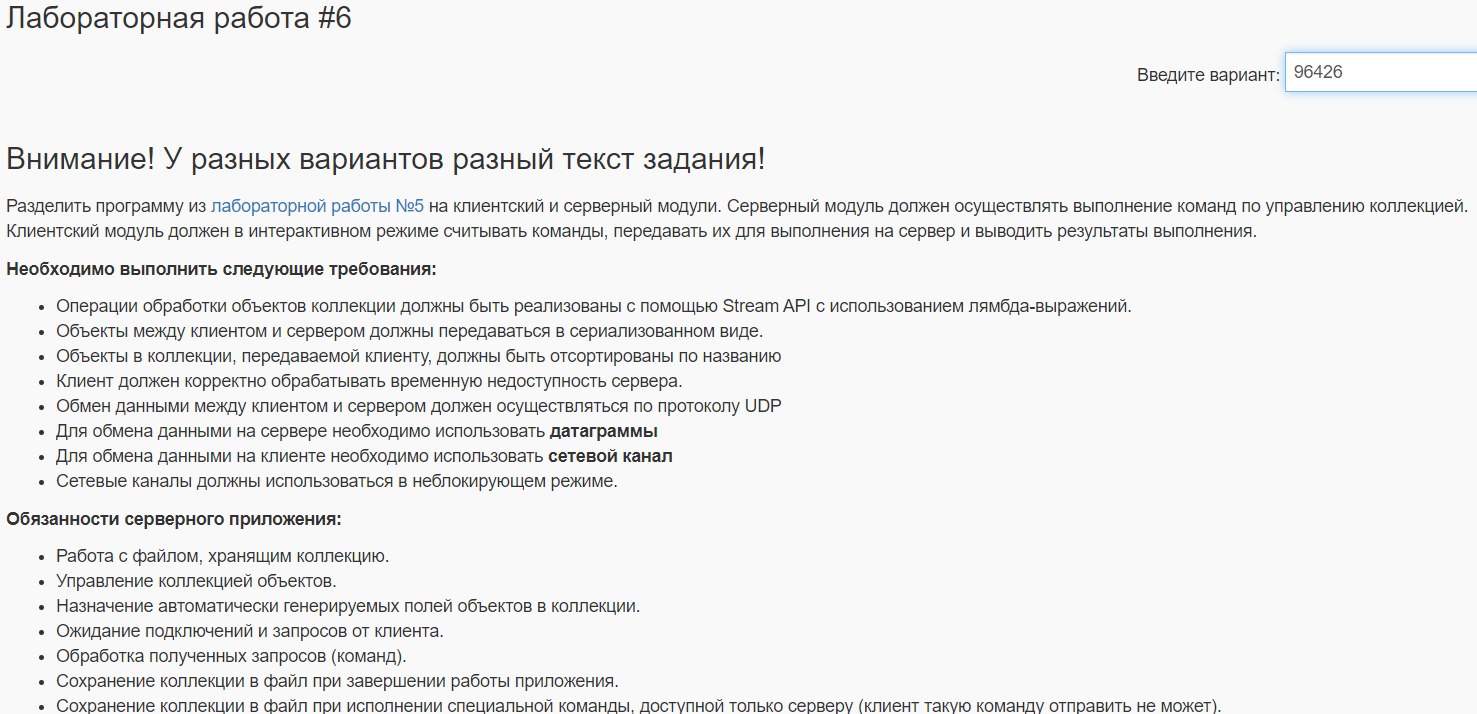 Лабораторная работа #6
Введите вариант: 96426
Внимание! У разных вариантов разный текст задания!
Разделить программу из лабораторной работы №5 на клиентский и серверный модули. Серверный модуль должен осуществлять выполнение команд по управлению коллекцией.
Клиентский модуль должен в интерактивном режиме считывать команды, передавать их для выполнения на сервер и выводить результаты выполнения.
Необходимо выполнить следующие требования:
• Операции обработки объектов коллекции должны быть реализованы с помощью Stream API с использованием лямбда-выражений.
• Объекты между клиентом и сервером должны передаваться в сериализованном виде.
• Объекты в коллекции, передаваемой клиенту, должны быть отсортированы по названию
• Клиент должен корректно обрабатывать временную недоступность сервера.
• Обмен данными между клиентом и сервером должен осуществляться по протоколу UDP
• Для обмена данными на сервере необходимо использовать датаграммы
• Для обмена данными на клиенте необходимо использовать сетевой канал
• Сетевые каналы должны использоваться в неблокирующем режиме.
Обязанности серверного приложения:
• Работа с файлом, хранящим коллекцию.
• Управление коллекцией объектов.
• Назначение автоматически генерируемых полей объектов в коллекции.
• Ожидание подключений и запросов от клиента.
• Обработка полученных запросов (команд).
• Сохранение коллекции в файл при завершении работы приложения.
• Сохранение коллекции в файл при исполнении специальной команды, доступной только серверу (клиент такую команду отправить не может).